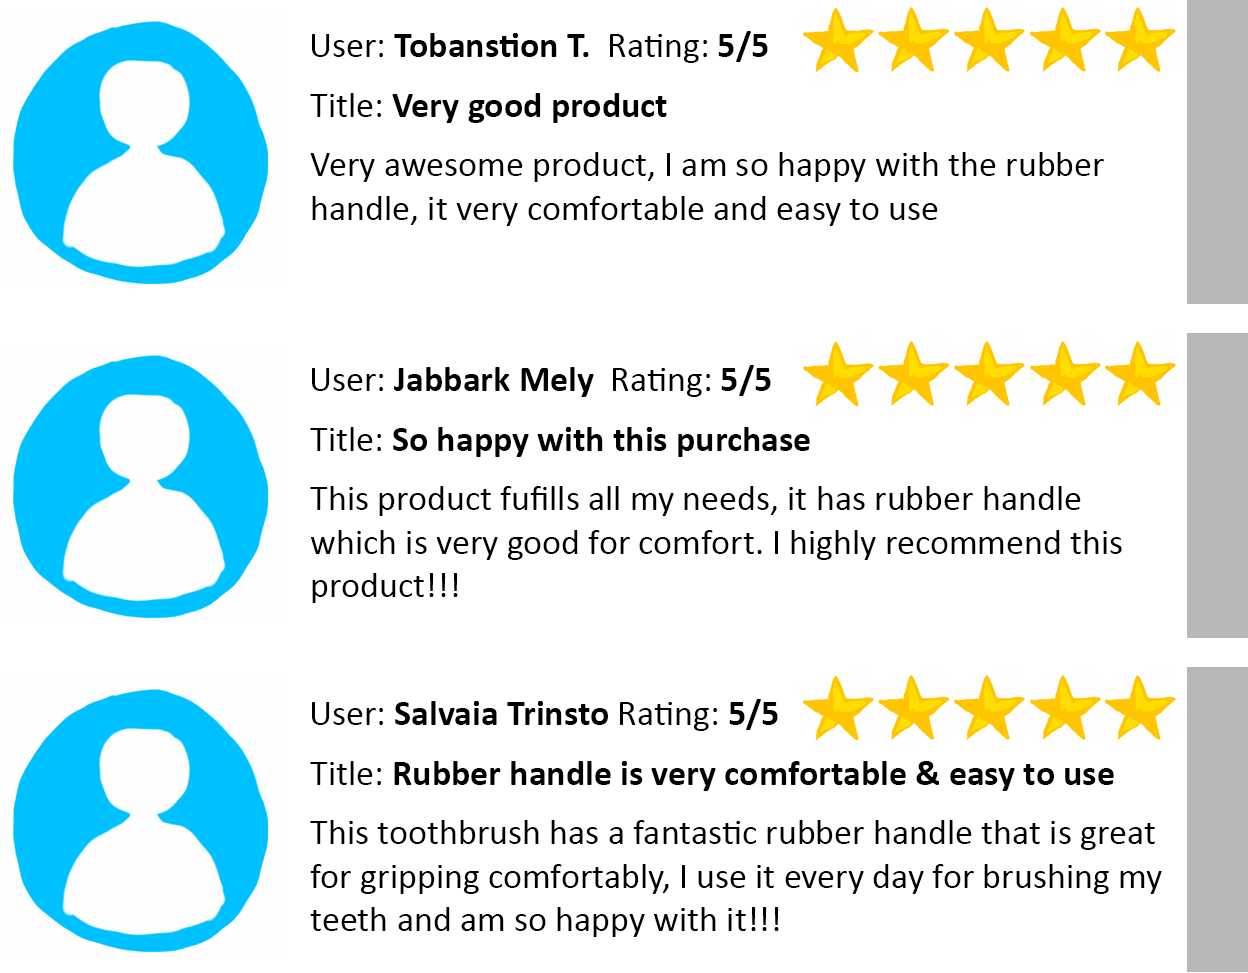 User: Tobanstion T.  Rating: 5/5
Title: Very good product
Very awesome product, I am so happy with the rubber
handle, it very comfortable and easy to use
User: Jabbark Mely  Rating: 5/5
Title: So happy with this purchase
This product fufills all my needs, it has rubber handle
which is very good for comfort. I highly recommend this
product!!!
User: Salvaia Trinsto Rating: 5/5
Title: Rubber handle is very comfortable & easy to use
This toothbrush has a fantastic rubber handle that is great
for gripping comfortably, I use it every day for brushing my
teeth and am so happy with it!!!